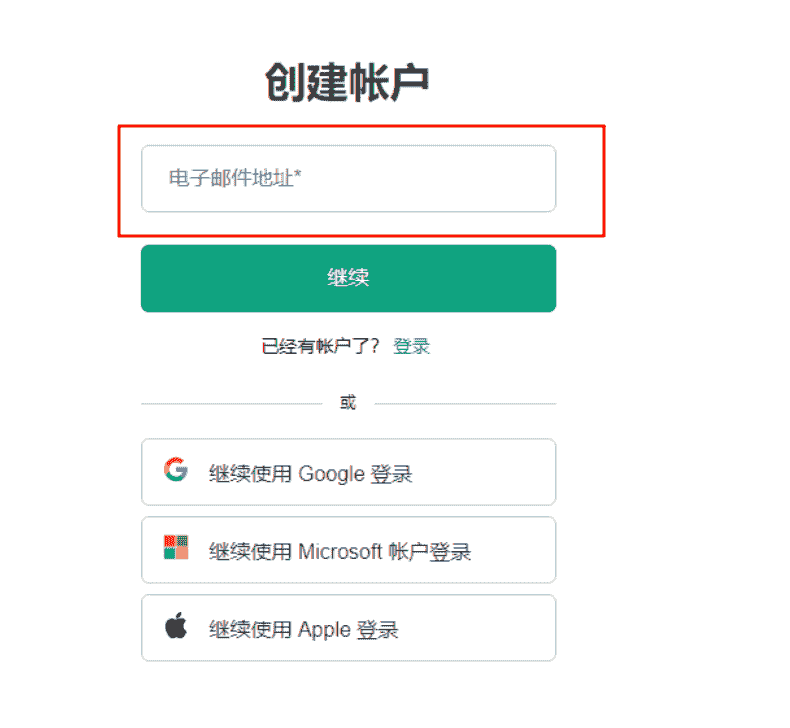 创建帐户
电子邮件地址*
继续
已经有帐户了? 登录
或
继续使用 Google 登录
继续使用 Microsoft 帐户登录
继续使用 Apple 登录